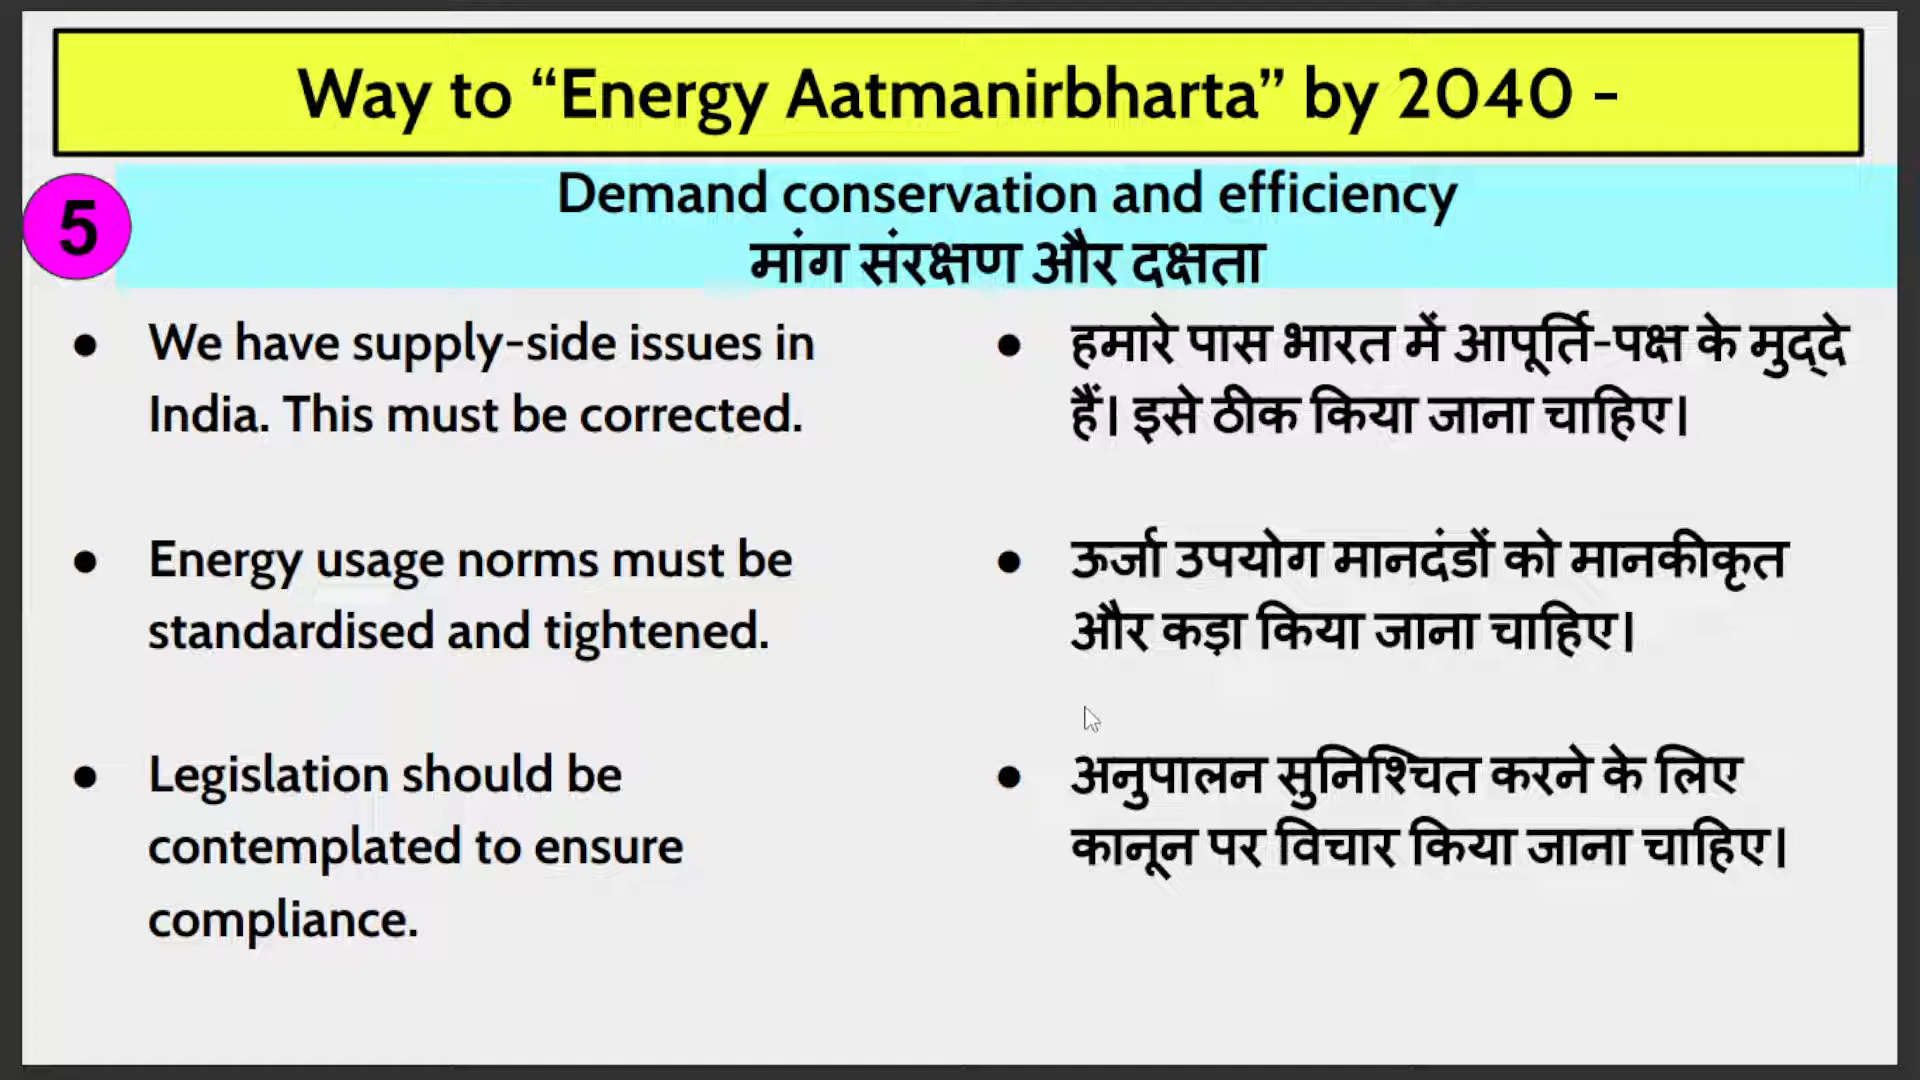 Way to “Energy Aatmanirbharta” by 2040 -
5
Demand conservation and efficiency
मांग संरक्षण और दक्षता
● We have supply-side issues in
India. This must be corrected.
● Energy usage norms must be
standardised and tightened.
● Legislation should be
contemplated to ensure
compliance.
● हमारे पास भारत में आपूर्ति-पक्ष के मुद्दे
हैं। इसे ठीक किया जाना चाहिए।
● ऊर्जा उपयोग मानदंडों को मानकीकृत
और कड़ा किया जाना चाहिए।
● अनुपालन सुनिश्चित करने के लिए
कानून पर विचार किया जाना चाहिए।